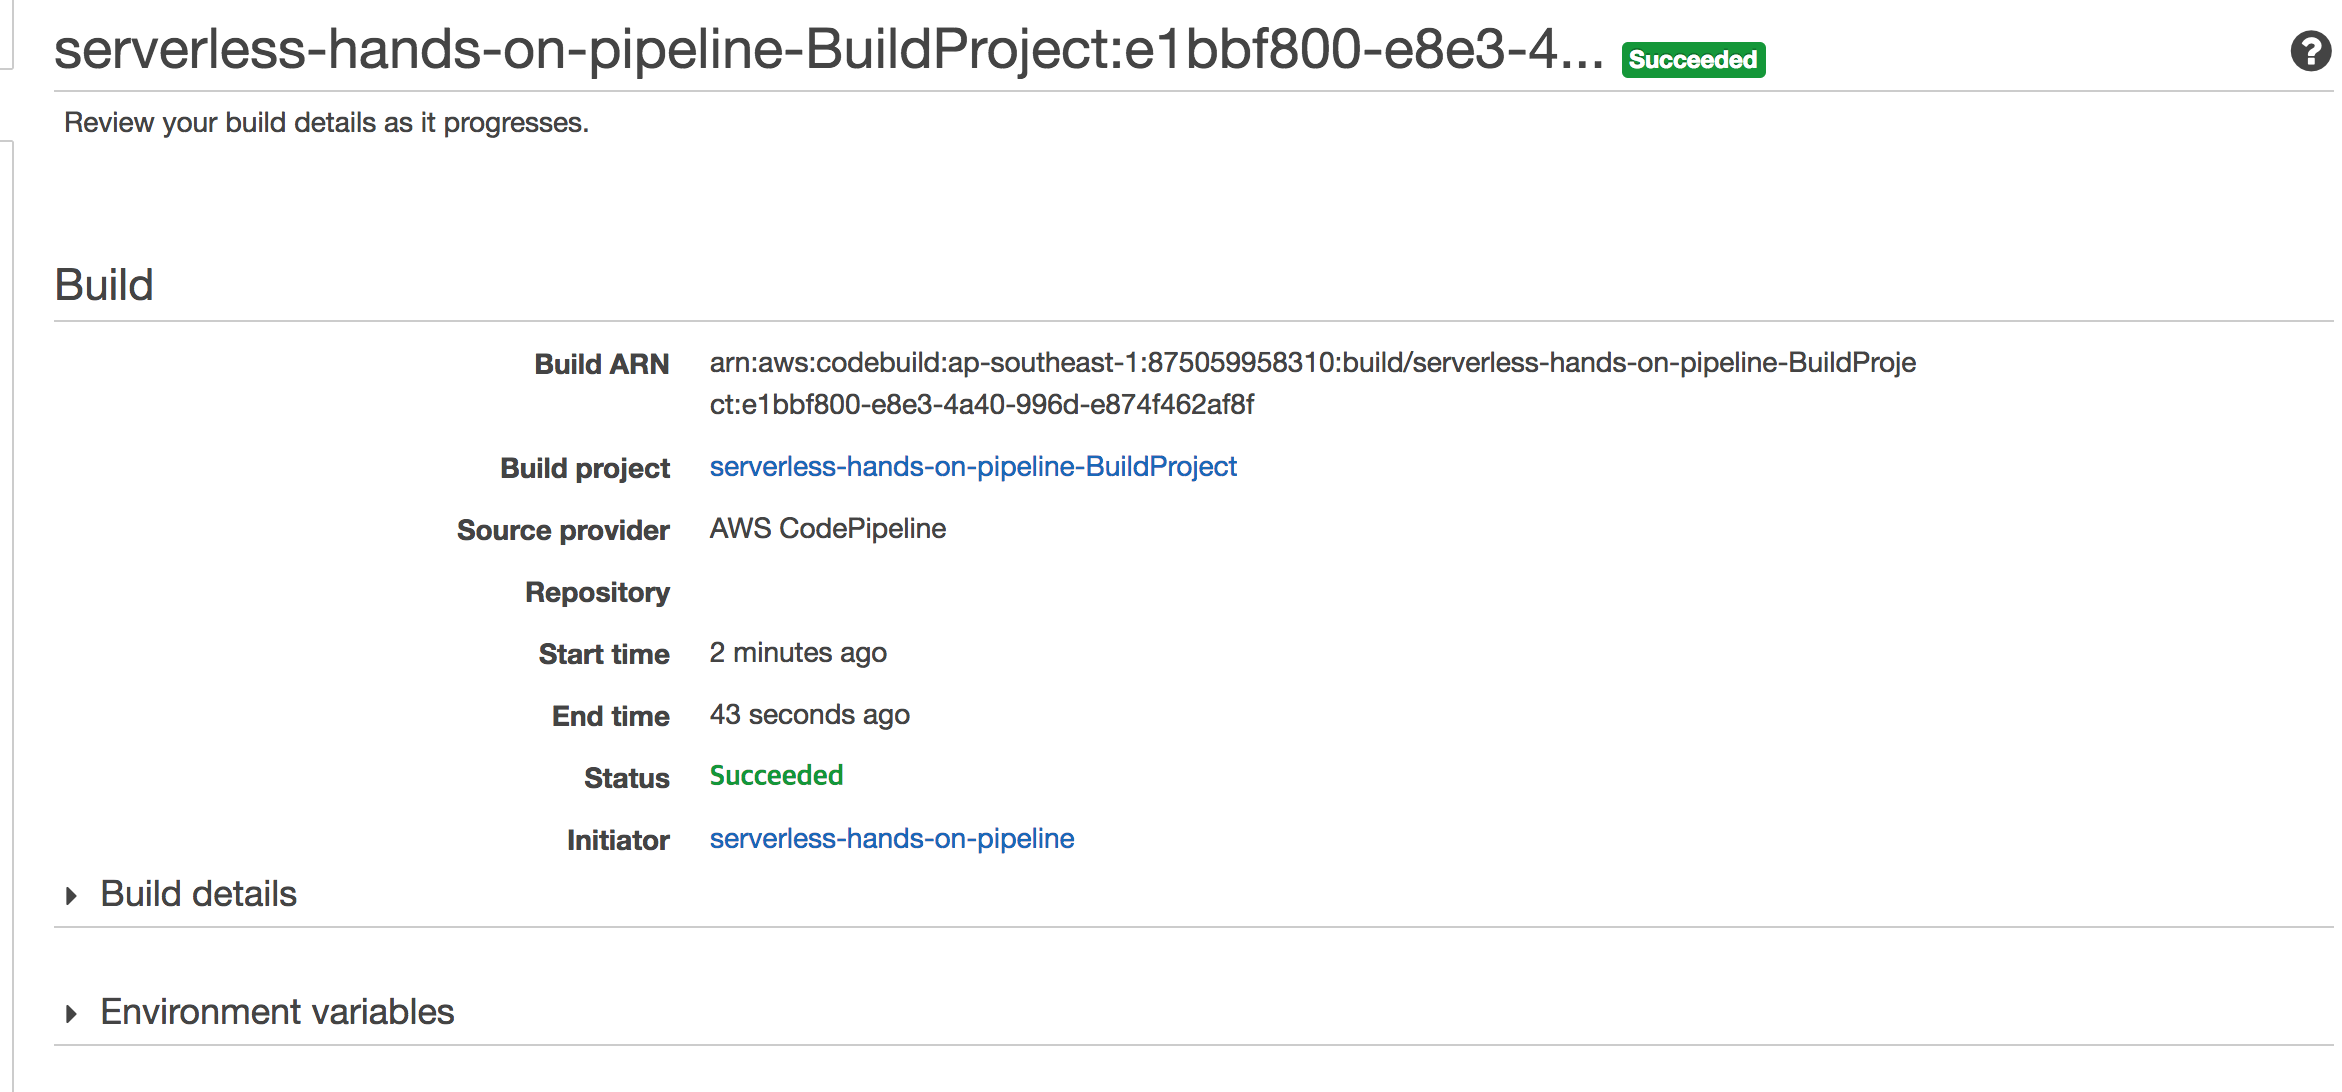 serverless-hands-on-pipeline-BuildProject:e1bbf800-e8e3-4... Succeeded
Review your build details as it progresses.
Build
Build ARN arn:aws:codebuild:ap-southeast-1:875059958310:build/serverless-hands-on-pipeline-BuildProje
ct:e1bbf800-e8e3-4a40-996d-e874f462af8f
Build project serverless-hands-on-pipeline-BuildProject
Source provider AWS CodePipeline
Repository
Start time 2 minutes ago
End time 43 seconds ago
Status Succeeded
Initiator serverless-hands-on-pipeline
Build details
Environment variables